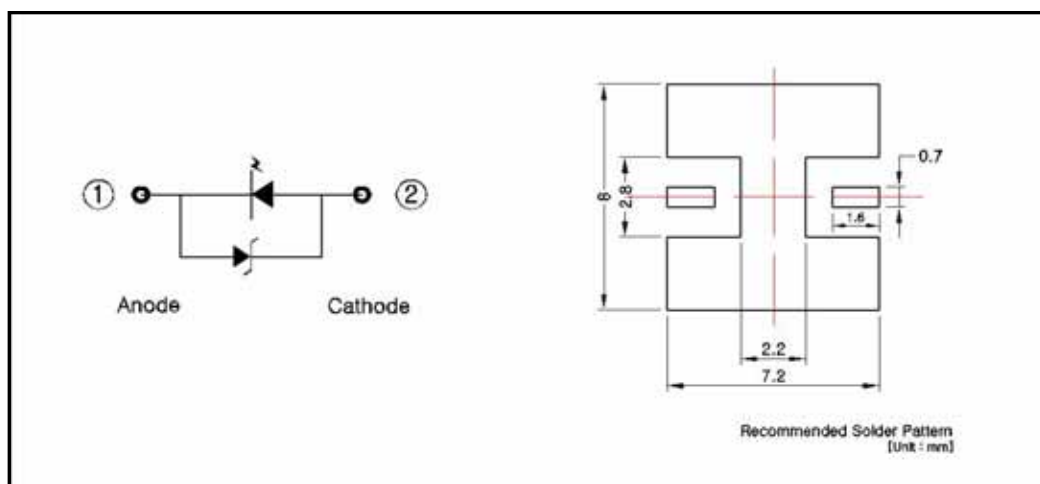 ① ②
Anode Cathode
8
2.8
0.7
1.6
2.2
7.2
Recommended Solder Pattern
[Unit : mm]